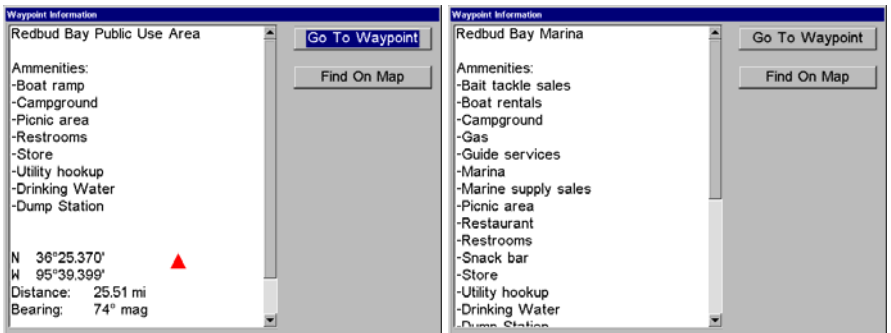 Waypoint Information
Redbud Bay Public Use Area
Go To Waypoint
Find On Map
Ammenities:
-Boat ramp
-Campground
-Picnic area
-Restrooms
-Store
-Utility hookup
-Drinking Water
-Dump Station
N 36°25.370'
W 95°39.399'
Distance: 25.51 mi
Bearing: 74° mag
Waypoint Information
Redbud Bay Marina
Go To Waypoint
Find On Map
Ammenities:
-Bait tackle sales
-Boat rentals
-Campground
-Gas
-Guide services
-Marina
-Marine supply sales
-Picnic area
-Restaurant
-Restrooms
-Snack bar
-Store
-Utility hookup
-Drinking Water
-Dump Station